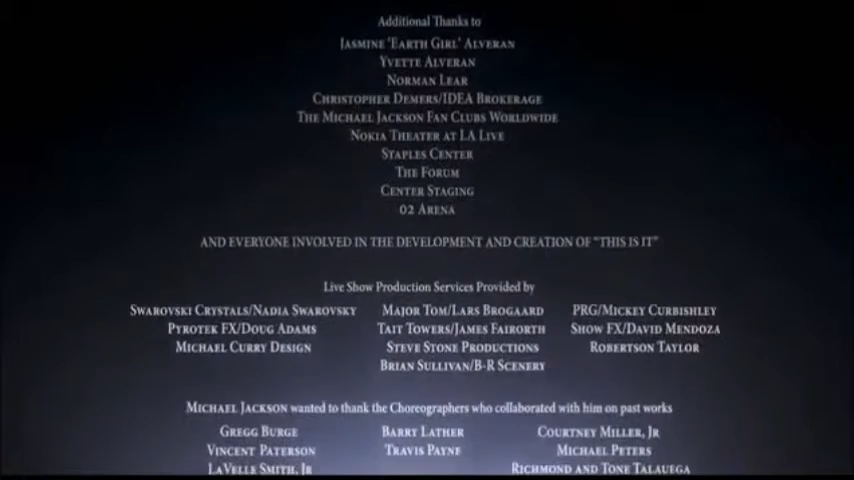 Additional Thanks to
JASMINE 'EARTH GIRL' ALVERAN
YVETTE ALVERAN
NORMAN LEAR
CHRISTOPHER DEMERS/IDEA BROKERAGE
THE MICHAEL JACKSON FAN CLUBS WORLDWIDE
NOKIA THEATER AT LA LIVE
STAPLES CENTER
THE FORUM
CENTER STAGING
02 ARENA
AND EVERYONE INVOLVED IN THE DEVELOPMENT AND CREATION OF "THIS IS IT"
Live Show Production Services Provided by
SWAROVSKI CRYSTALS/NADIA SWAROVSKY MAJOR TOM/LARS BROGAARD PRG/MICKEY CURBISHLEY
PYROTEK FX/DOUG ADAMS TAIT TOWERS/JAMES FAIRORTH SHOW FX/DAVID MENDOZA
MICHAEL CURRY DESIGN STEVE STONE PRODUCTIONS ROBERTSON TAYLOR
BRIAN SULLIVAN/B-R SCENERY
MICHAEL JACKSON wanted to thank the Choreographers who collaborated with him on past works
GREGG BURGE BARRY LATHER COURTNEY MILLER, JR
VINCENT PATERSON TRAVIS PAYNE MICHAEL PETERS
LAVELLE SMITH, JR RICHMOND AND TONE TALAUEGA